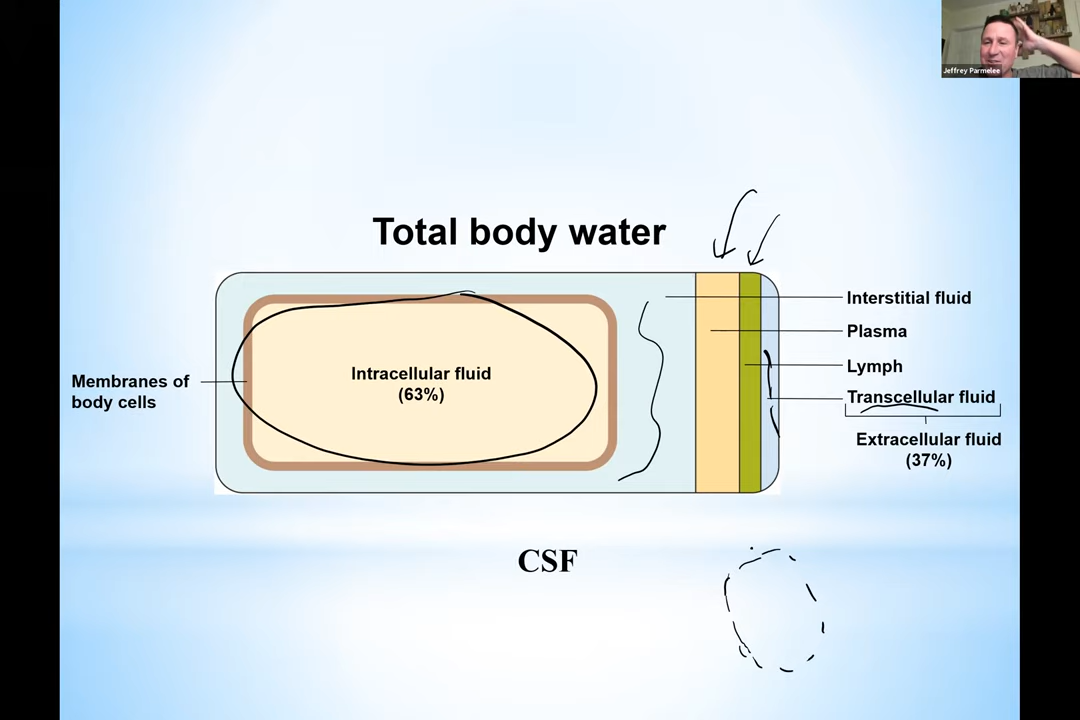 Jeffrey Parmelee
Total body water
Interstitial fluid
Plasma
Lymph
Transcellular fluid
Extracellular fluid
(37%)
Membranes of
body cells
Intracellular fluid
(63%)
CSF